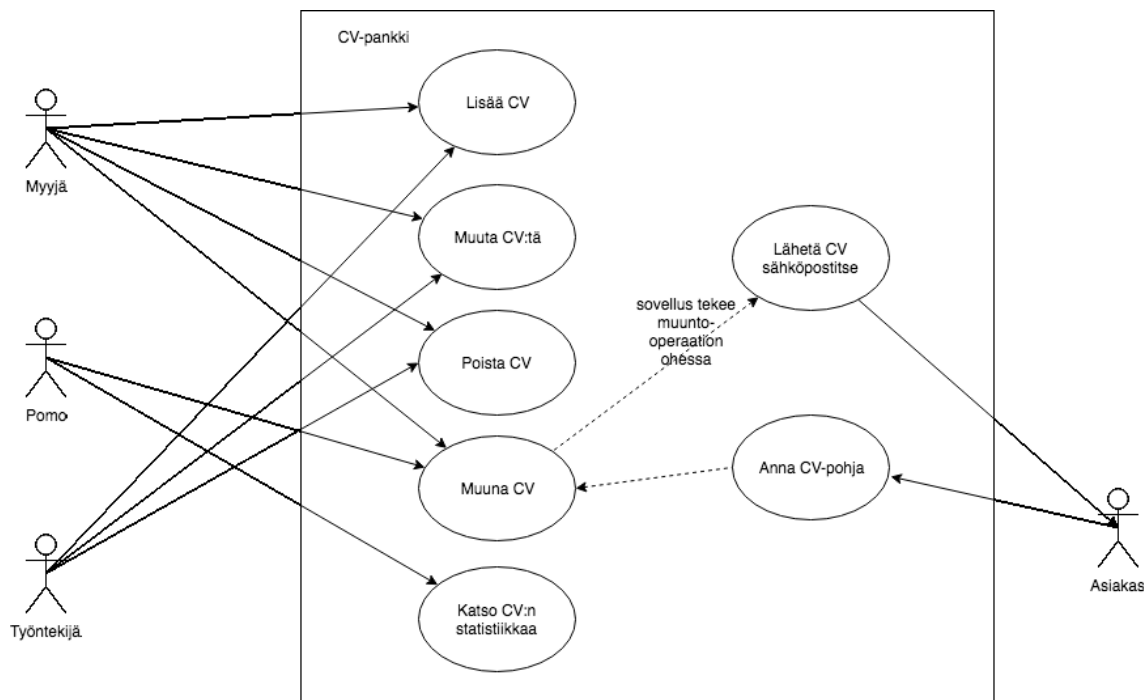 CV-pankki
Lisää CV
Myyjä
Muuta CV:tä
Lähetä CV
sähköpostitse
sovellus tekee
muunto-
operaation
ohessa
Poista CV
Pomo
Muuna CV
Anna CV-pohja
Asiakas
Katso CV:n
statistiikkaa
Työntekijä